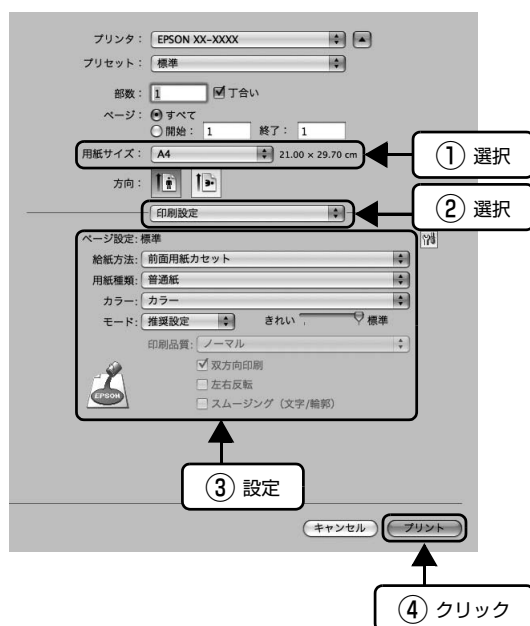 プリンタ： EPSON XX-XXXX
プリセット： 標準
部数： 1 丁合い
ページ： すべて
開始： 1 終了： 1
用紙サイズ： A4 21.00 × 29.70 cm
① 選択
方向：
② 選択
印刷設定
ページ設定: 標準
給紙方法: 前面用紙カセット
用紙種類: 普通紙
カラー: カラー
モード: 推奨設定 きれい 標準
印刷品質: ノーマル
双方向印刷
左右反転
スムージング（文字/輪郭）
EPSON
③ 設定
キャンセル プリント
④ クリック